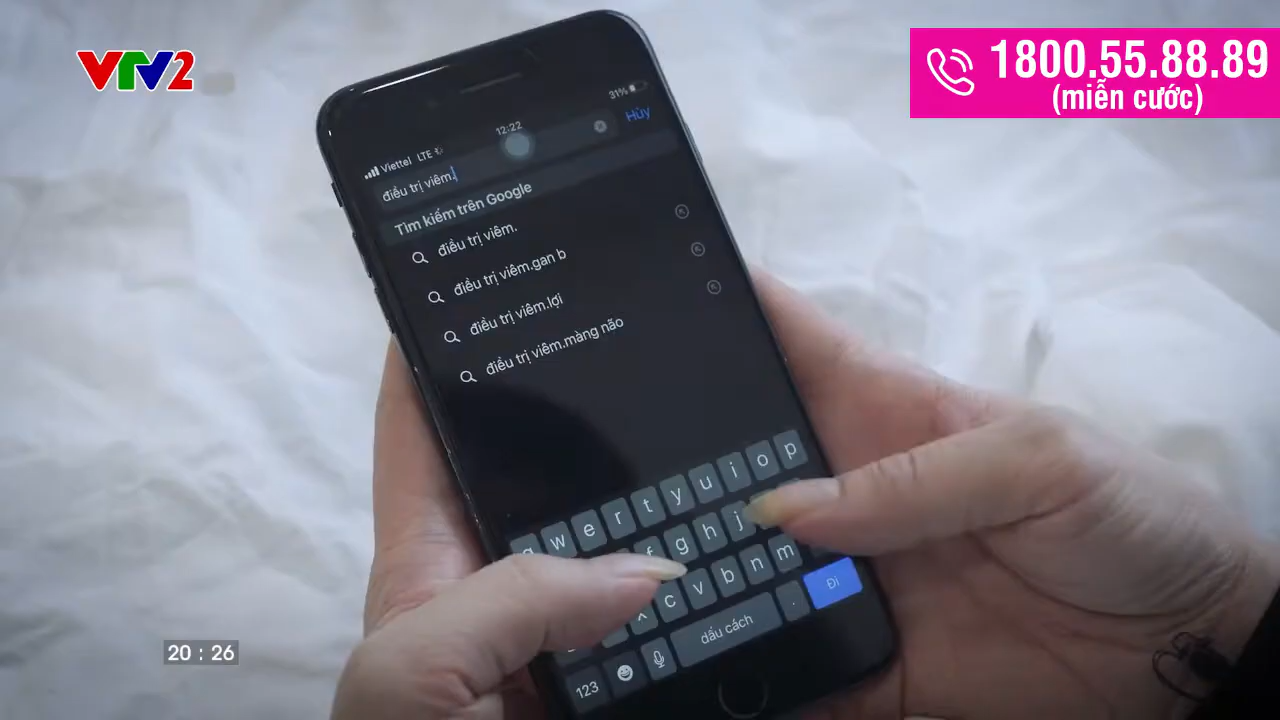 VTV2
1800.55.88.89
(miễn cước)
Viettel LTE
12:22
31%
điều trị viêm.
Hủy
Tìm kiếm trên Google
điều trị viêm.
điều trị viêm.gan b
điều trị viêm.lợi
điều trị viêm.màng não
q w e r t y u i o p
f g h j
x c v b n m
123
dấu cách
.
Đi
20 : 26